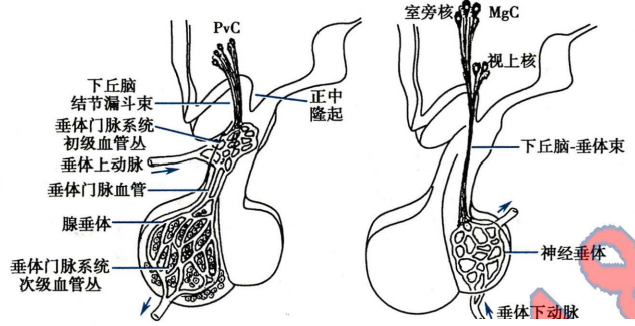 PvC
下丘脑
结节漏斗束
正中
隆起
垂体门脉系统
初级血管丛
垂体上动脉
垂体门脉血管
腺垂体
垂体门脉系统
次级血管丛
室旁核
MgC
视上核
下丘脑-垂体束
神经垂体
垂体下动脉